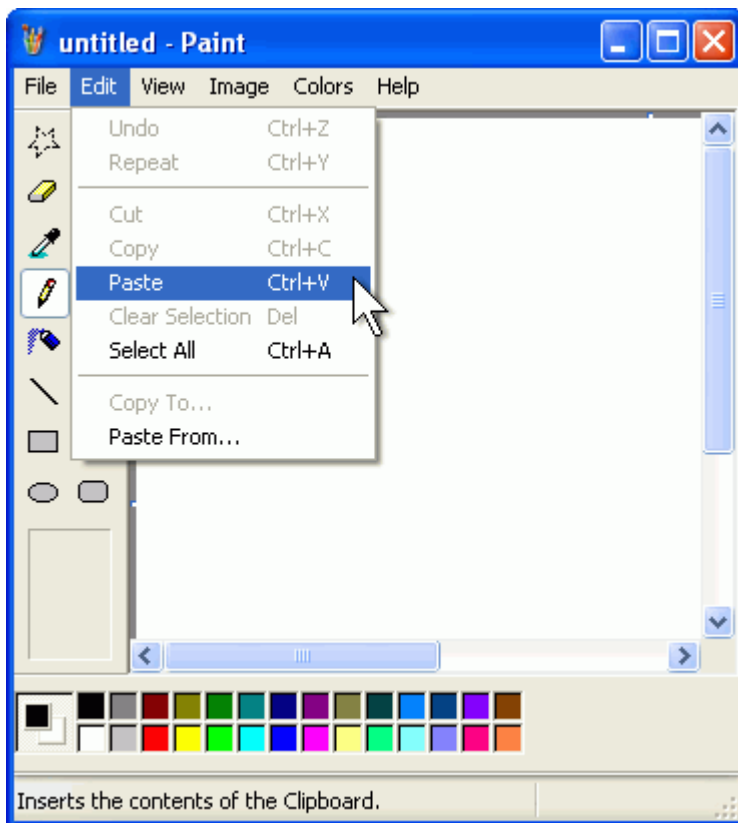 untitled - Paint
File Edit View Image Colors Help
Undo Ctrl+Z
Repeat Ctrl+Y
Cut Ctrl+X
Copy Ctrl+C
Paste Ctrl+V
Clear Selection Del
Select All Ctrl+A
Copy To...
Paste From...
Inserts the contents of the Clipboard.